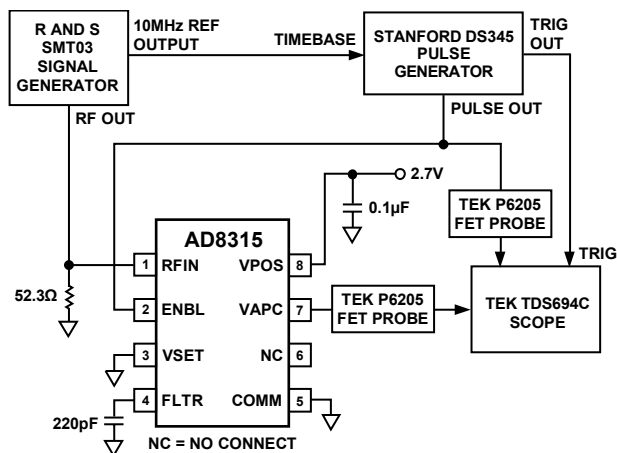 R AND S
SMT03
SIGNAL
GENERATOR
10MHz REF
OUTPUT
TIMEBASE
STANFORD DS345
PULSE
GENERATOR
TRIG
OUT
RF OUT
PULSE OUT
2.7V
0.1µF
TEK P6205
FET PROBE
TRIG
AD8315
1 RFIN VPOS 8
52.3Ω
2 ENBL VAPC 7
TEK P6205
FET PROBE
TEK TDS694C
SCOPE
3 VSET NC 6
4 FLTR COMM 5
220pF
NC = NO CONNECT